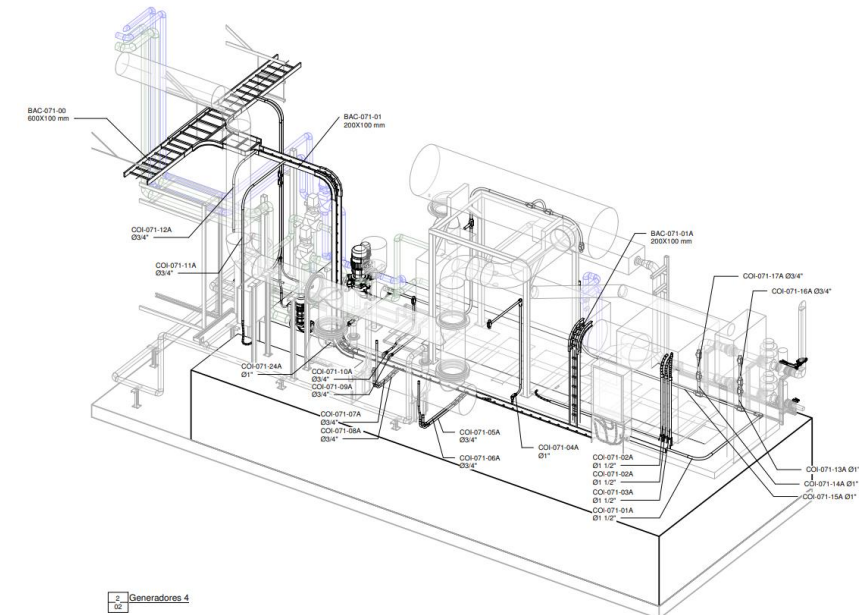 BAC-071-00
600X100 mm
BAC-071-01
200X100 mm
COI-071-12A
Ø3/4"
COI-071-11A
Ø3/4"
BAC-071-01A
200X100 mm
COI-071-17A Ø3/4"
COI-071-16A Ø3/4"
COI-071-24A
Ø1"
COI-071-10A
Ø3/4"
COI-071-09A
Ø3/4"
COI-071-07A
Ø3/4"
COI-071-08A
Ø3/4"
COI-071-05A
Ø3/4"
COI-071-06A
Ø3/4"
COI-071-04A
Ø1"
COI-071-02A
Ø1 1/2"
COI-071-02A
Ø1 1/2"
COI-071-03A
Ø1 1/2"
COI-071-01A
Ø1 1/2"
COI-071-13A Ø1"
COI-071-14A Ø1"
COI-071-15A Ø1"
2 Generadores 4
02